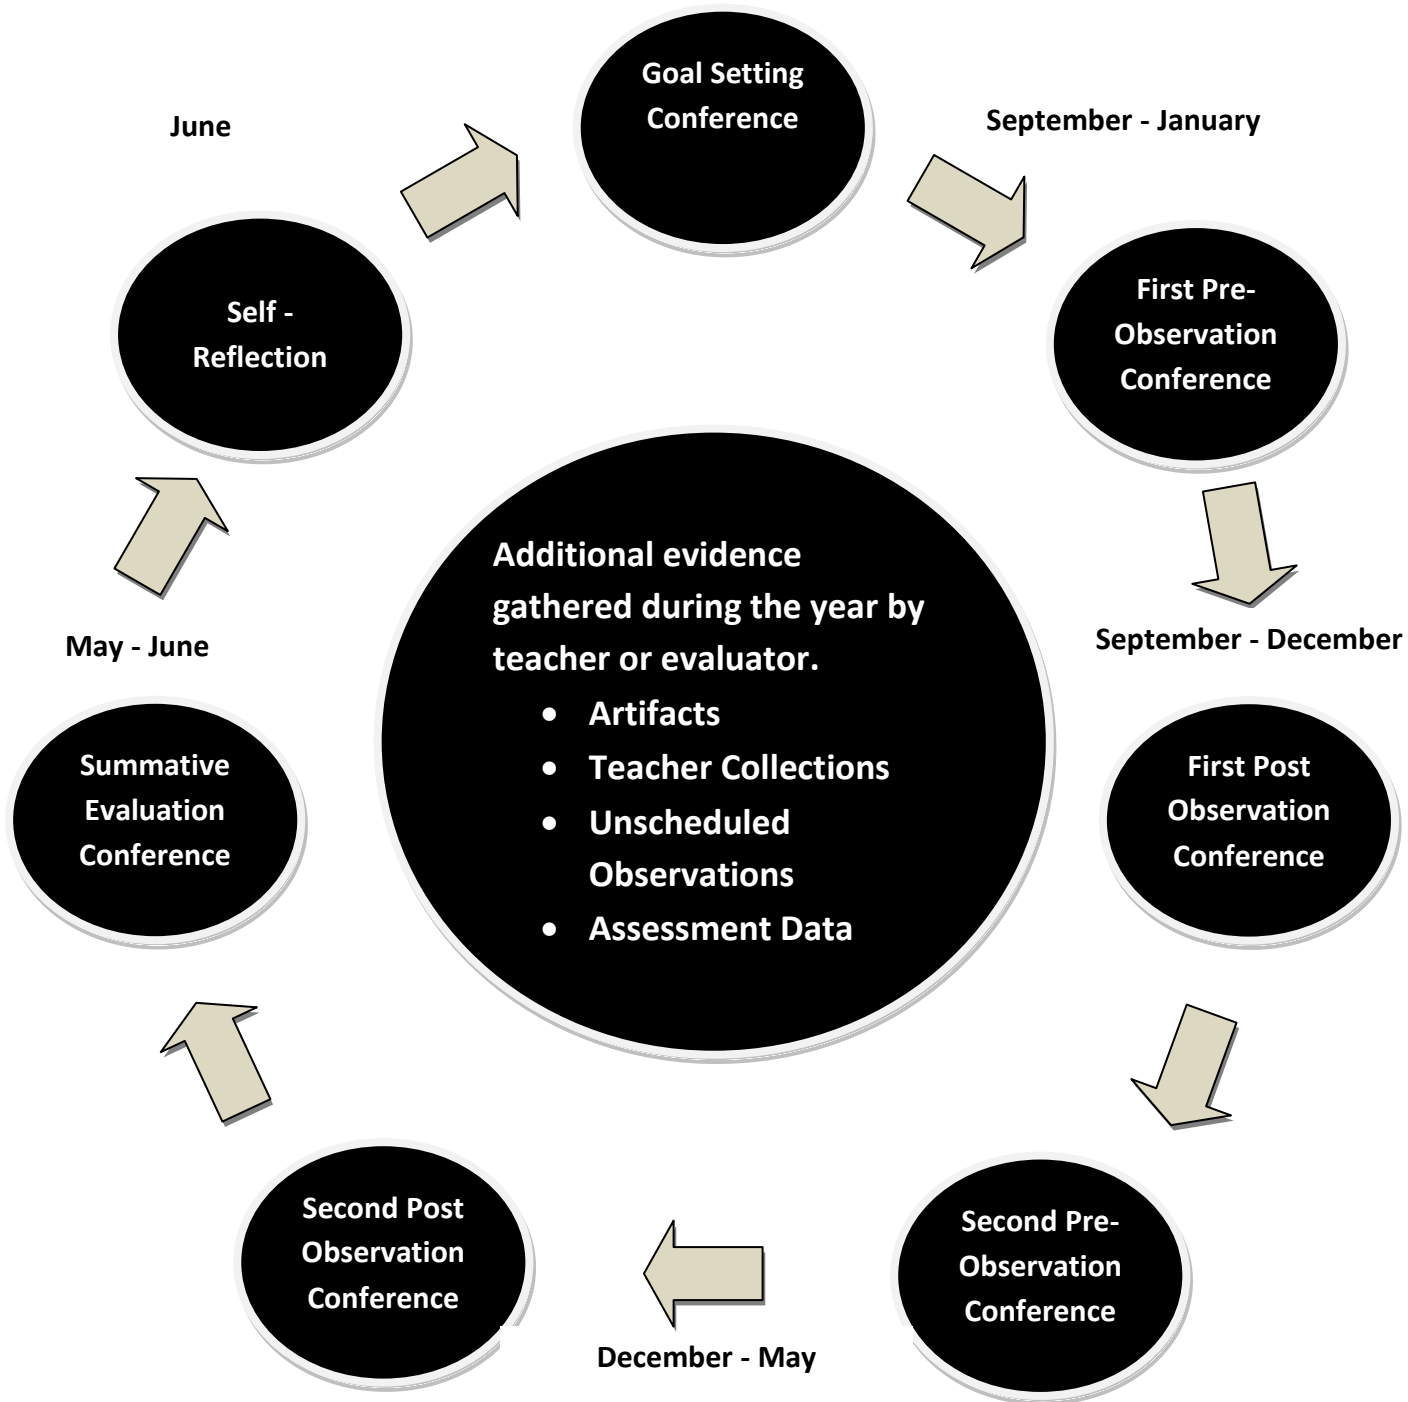 Goal Setting
Conference
September - January
First Pre-
Observation
Conference
September - December
First Post
Observation
Conference
Second Pre-
Observation
Conference
December - May
Second Post
Observation
Conference
Summative
Evaluation
Conference
May - June
Self -
Reflection
June
Additional evidence
gathered during the year by
teacher or evaluator.
• Artifacts
• Teacher Collections
• Unscheduled
Observations
• Assessment Data